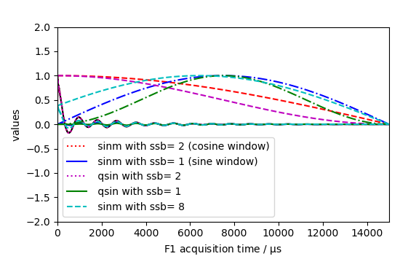 2.0
1.5
1.0
0.5
0.0
−0.5
−1.0
−1.5
−2.0
values
sinm with ssb= 2 (cosine window)
sinm with ssb= 1 (sine window)
qsin with ssb= 2
qsin with ssb= 1
sinm with ssb= 8
0 2000 4000 6000 8000 10000 12000 14000
F1 acquisition time / μs